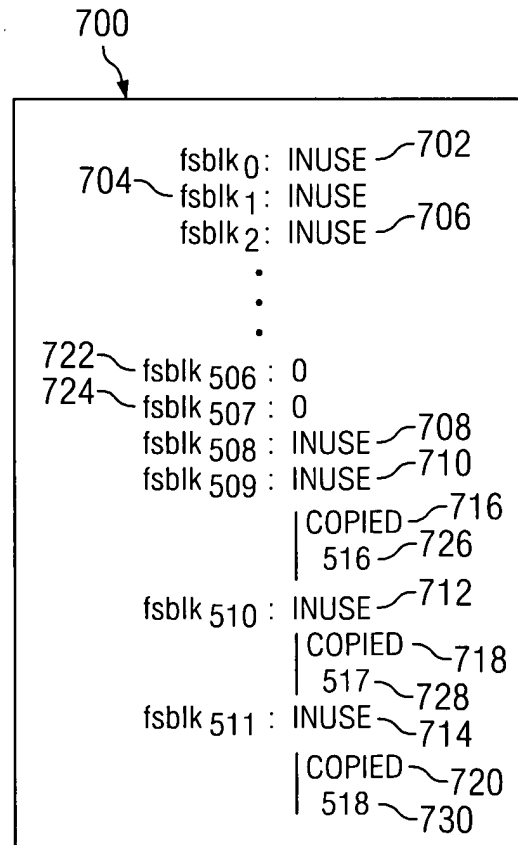 700
fsblk0: INUSE 702
704 fsblk1: INUSE
fsblk2: INUSE 706
722 fsblk506: 0
724 fsblk507: 0
fsblk508: INUSE 708
fsblk509: INUSE 710
COPIED 716
516 726
fsblk510: INUSE 712
COPIED 718
517 728
fsblk511: INUSE 714
COPIED 720
518 730